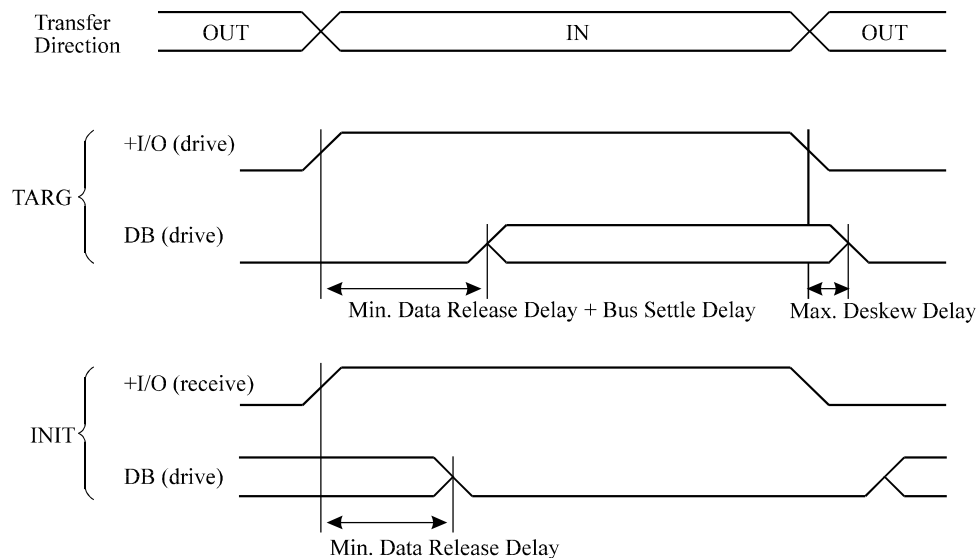 Transfer
Direction
OUT
IN
OUT
TARG
+I/O (drive)
DB (drive)
Min. Data Release Delay + Bus Settle Delay
Max. Deskew Delay
INIT
+I/O (receive)
DB (drive)
Min. Data Release Delay